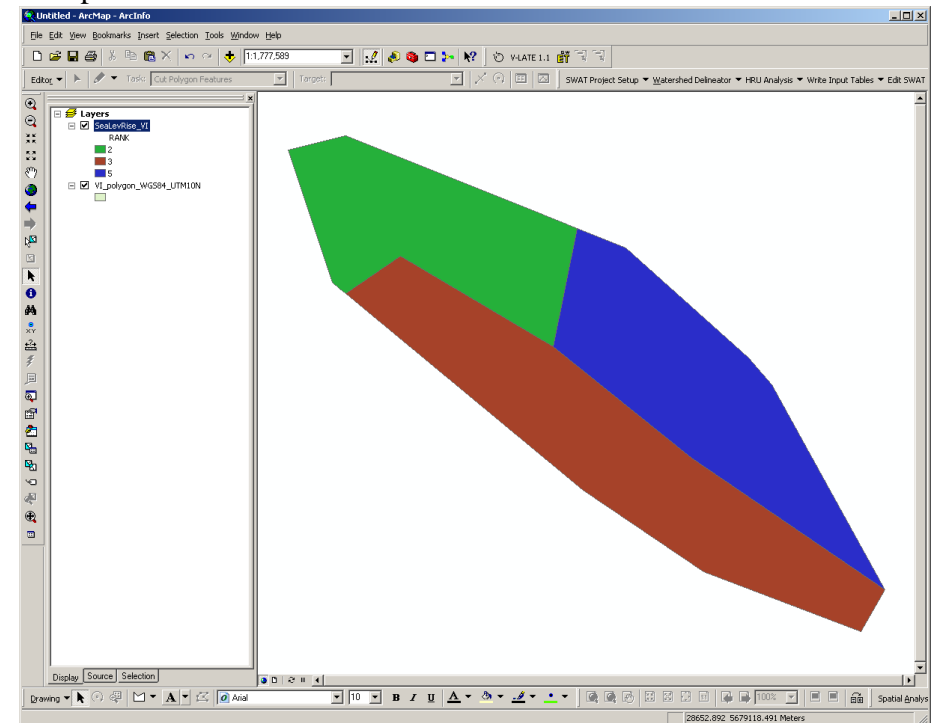 Untitled - ArcMap - ArcInfo
File Edit View Bookmarks Insert Selection Tools Window Help
1:1,777,589 V-LATE 1.1
Editor Task: Cut Polygon Features Target: SWAT Project Setup Watershed Delineator HRU Analysis Write Input Tables Edit SWAT
Layers
SeaLevRise_VI
RANK
2
3
5
VI_polygon_WGS84_UTM10N
XY
Display Source Selection
Drawing A Arial 10 B I U A 100% Spatial Analys
28652.892 5679118.491 Meters